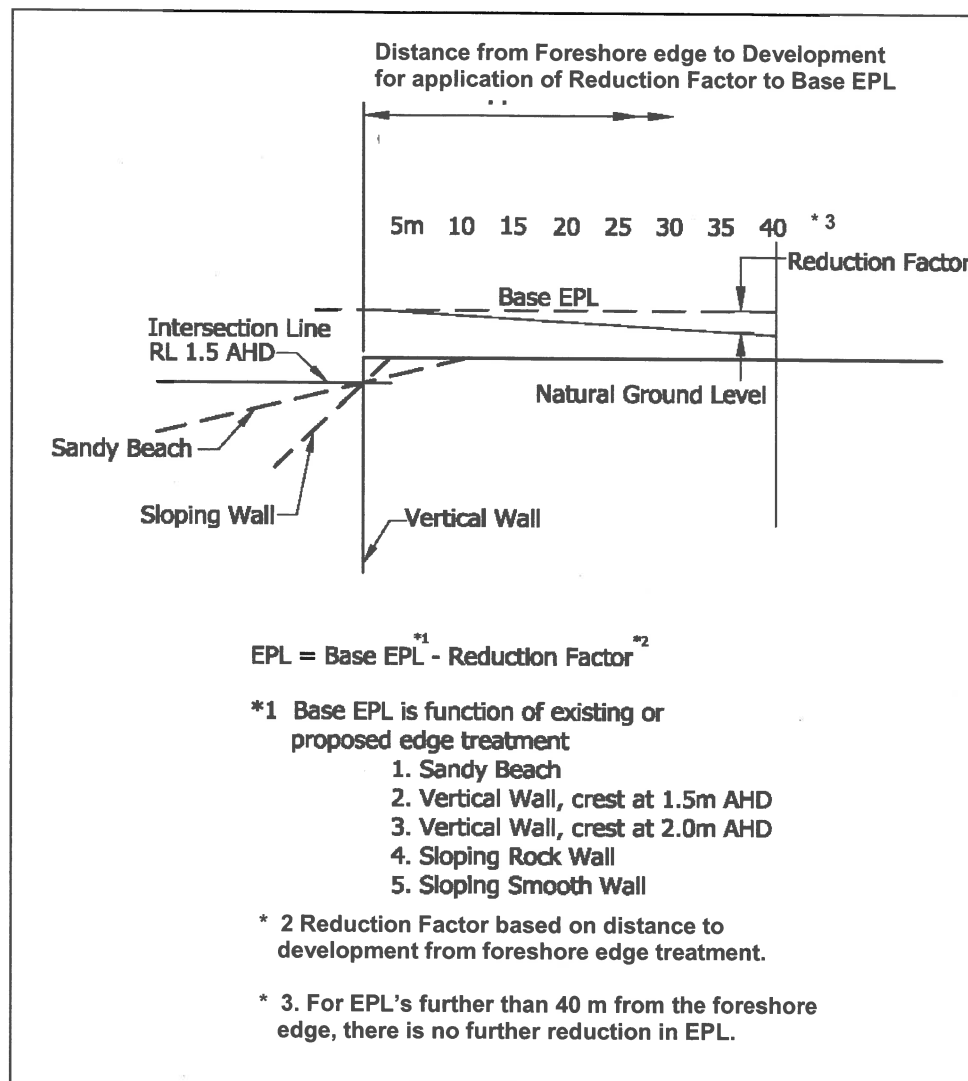 Distance from Foreshore edge to Development
for application of Reduction Factor to Base EPL
5m 10 15 20 25 30 35 40 * 3
Reduction Factor
Base EPL
Intersection Line
RL 1.5 AHD
Natural Ground Level
Sandy Beach
Sloping Wall
Vertical Wall
EPL = Base EPL*1 - Reduction Factor*2
*1 Base EPL is function of existing or
proposed edge treatment
1. Sandy Beach
2. Vertical Wall, crest at 1.5m AHD
3. Vertical Wall, crest at 2.0m AHD
4. Sloping Rock Wall
5. Sloping Smooth Wall
* 2 Reduction Factor based on distance to
development from foreshore edge treatment.
* 3. For EPL's further than 40 m from the foreshore
edge, there is no further reduction in EPL.